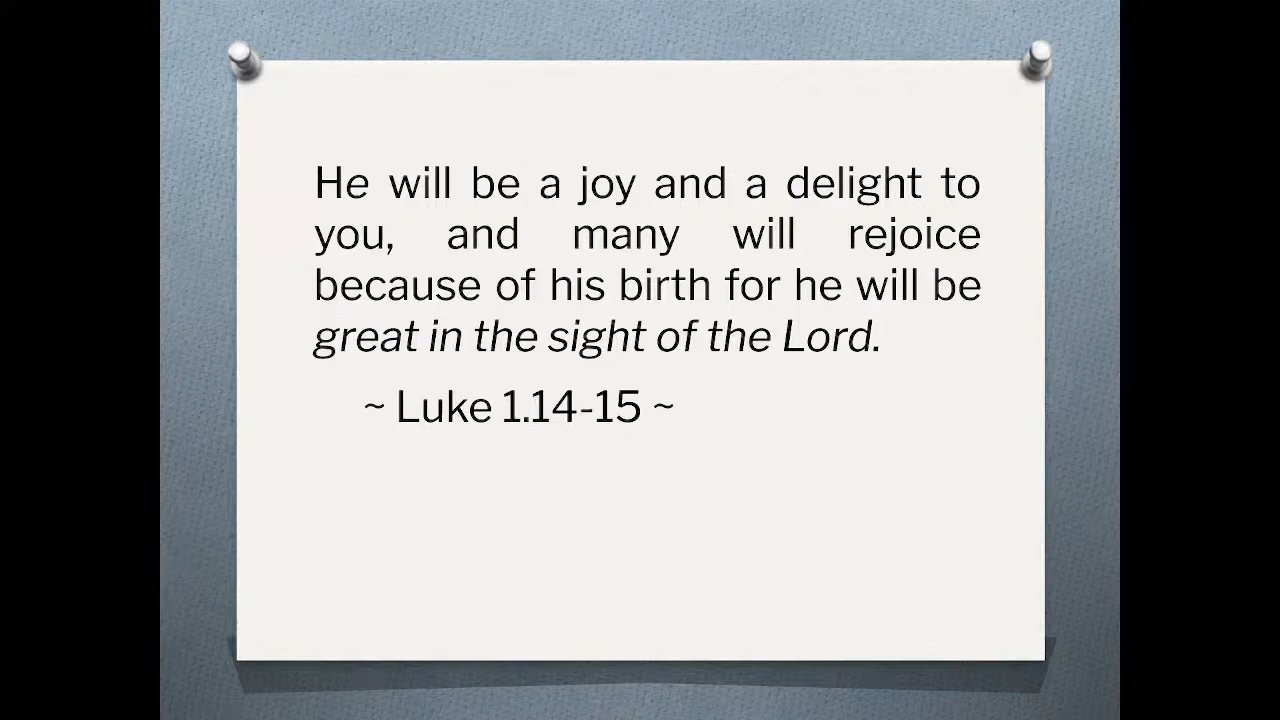 He will be a joy and a delight to
you, and many will rejoice
because of his birth for he will be
great in the sight of the Lord.
~ Luke 1.14-15 ~